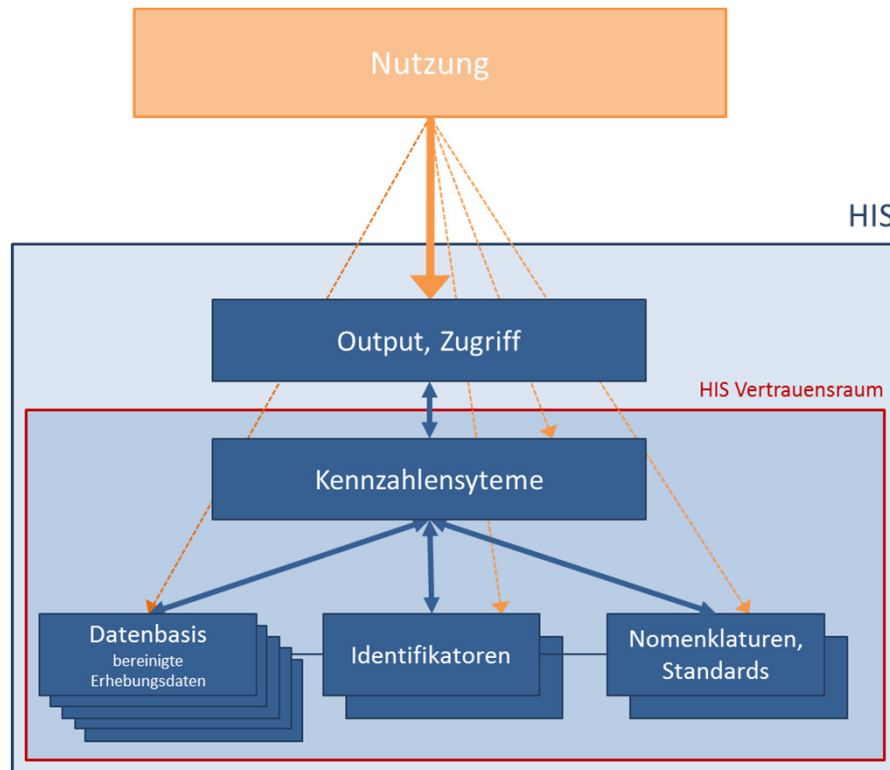 Nutzung
HIS
Output, Zugriff
HIS Vertrauensraum
Kennzahlensyteme
Datenbasis
bereinigte
Erhebungsdaten
Identifikatoren
Nomenklaturen,
Standards